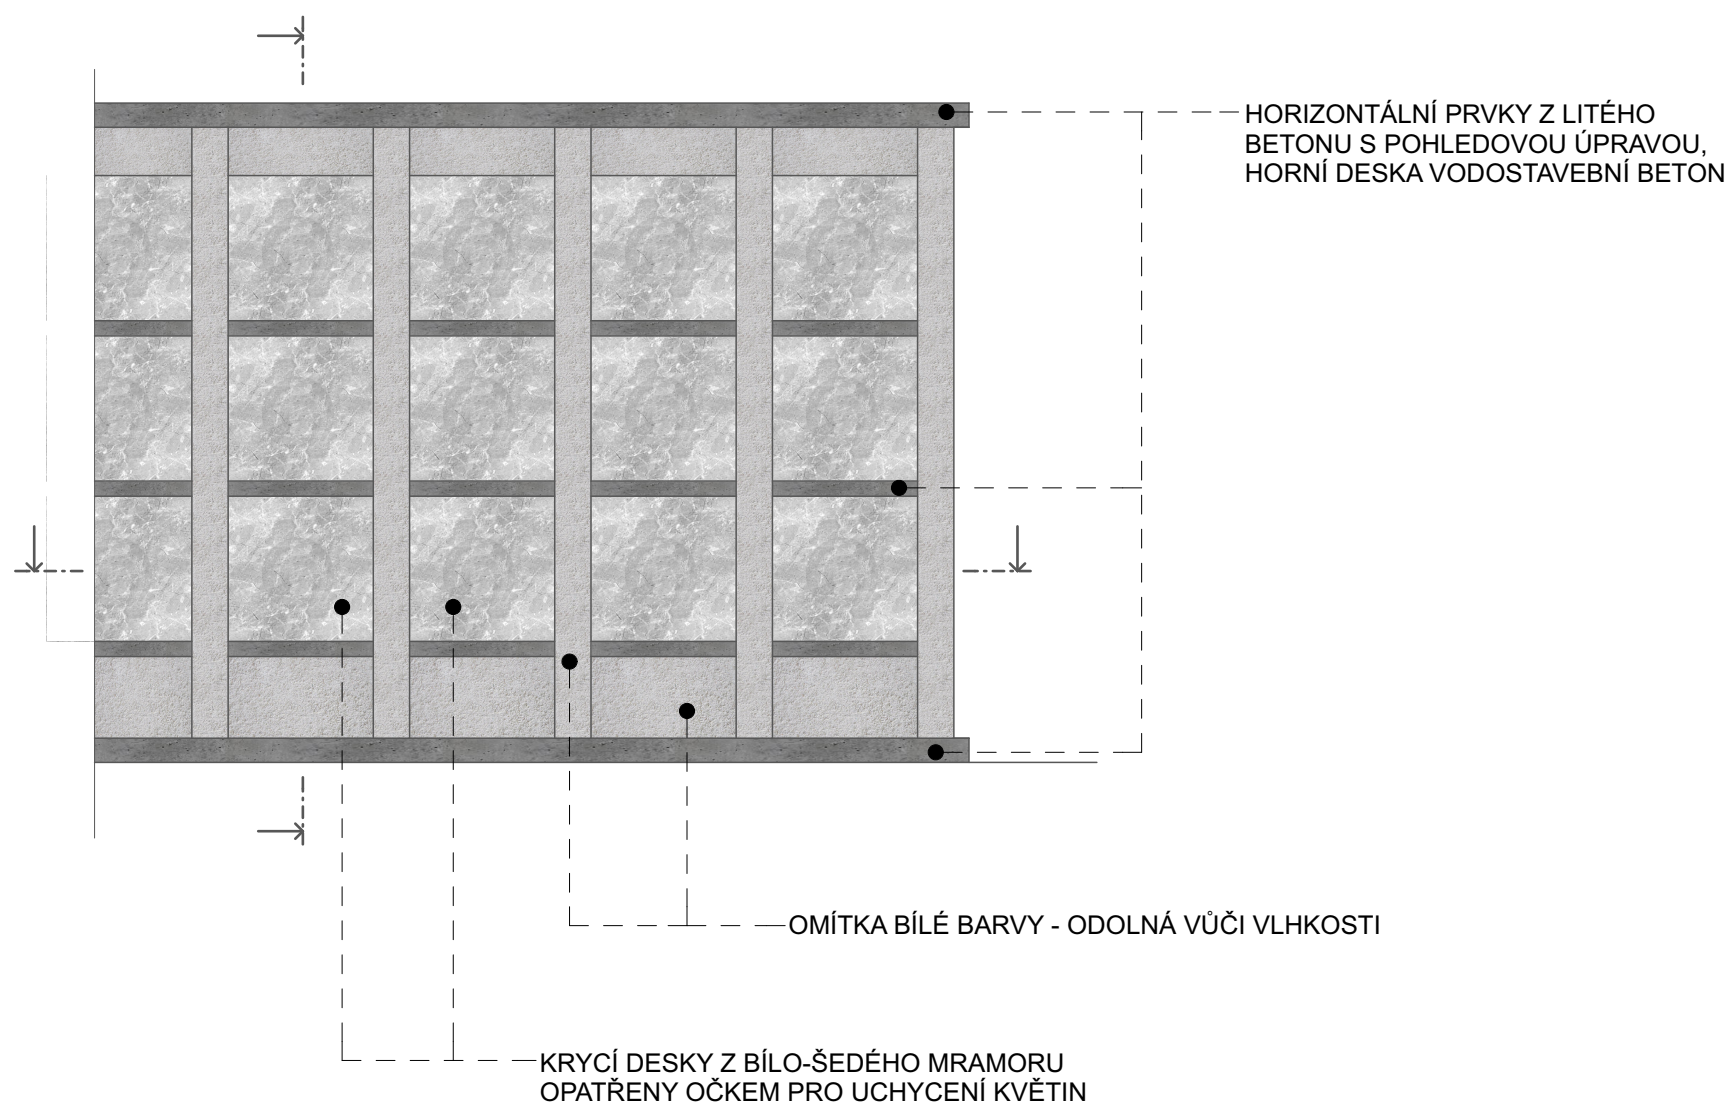 HORIZONTÁLNÍ PRVKY Z LITÉHO
BETONU S POHLEDOVOU ÚPRAVOU,
HORNÍ DESKA VODOSTAVEBNÍ BETON
OMÍTKA BÍLÉ BARVY - ODOLNÁ VŮČI VLHKOSTI
KRYCÍ DESKY Z BÍLO-ŠEDÉHO MRAMORU
OPATŘENY OČKEM PRO UCHYCENÍ KVĚTIN